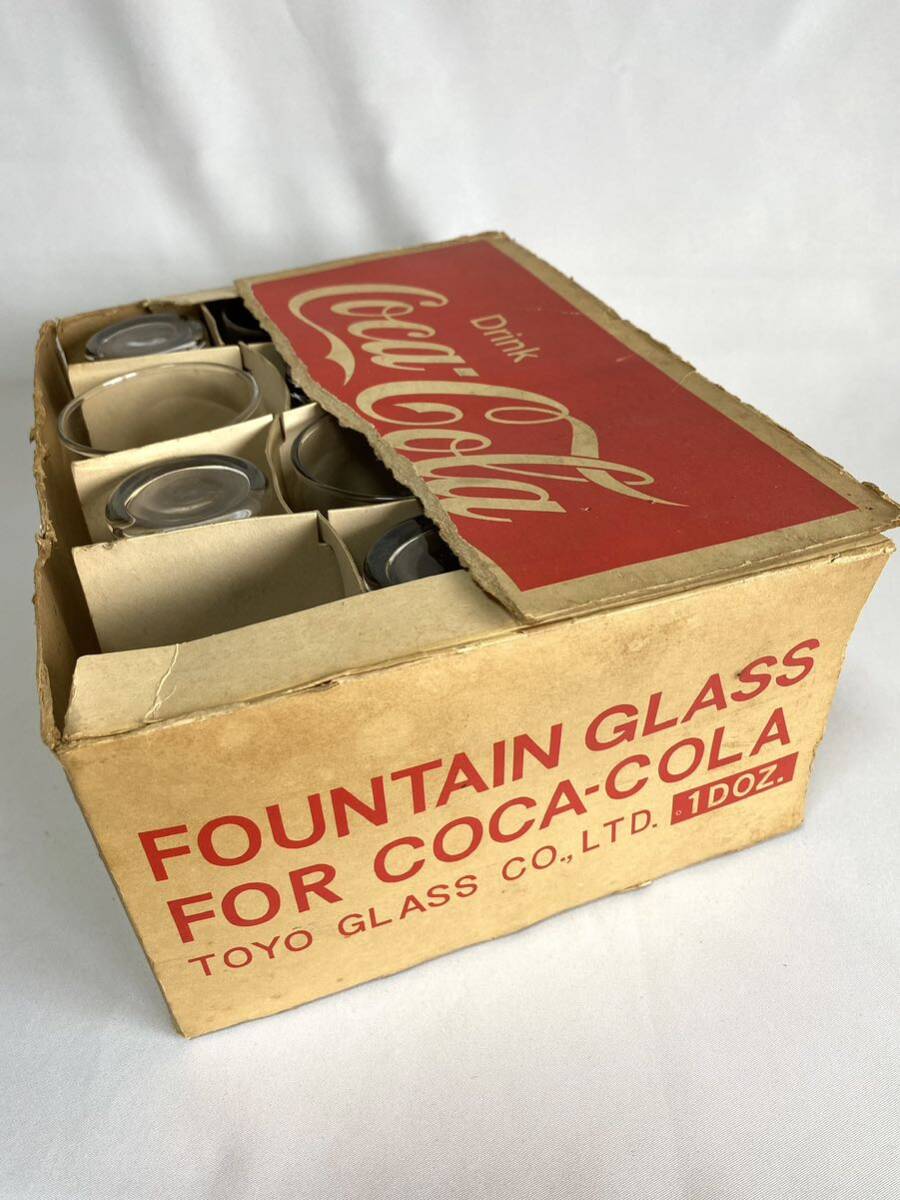 Drink
Coca-Cola
FOUNTAIN GLASS
FOR COCA-COLA
TOYO GLASS CO., LTD. 1DOZ.